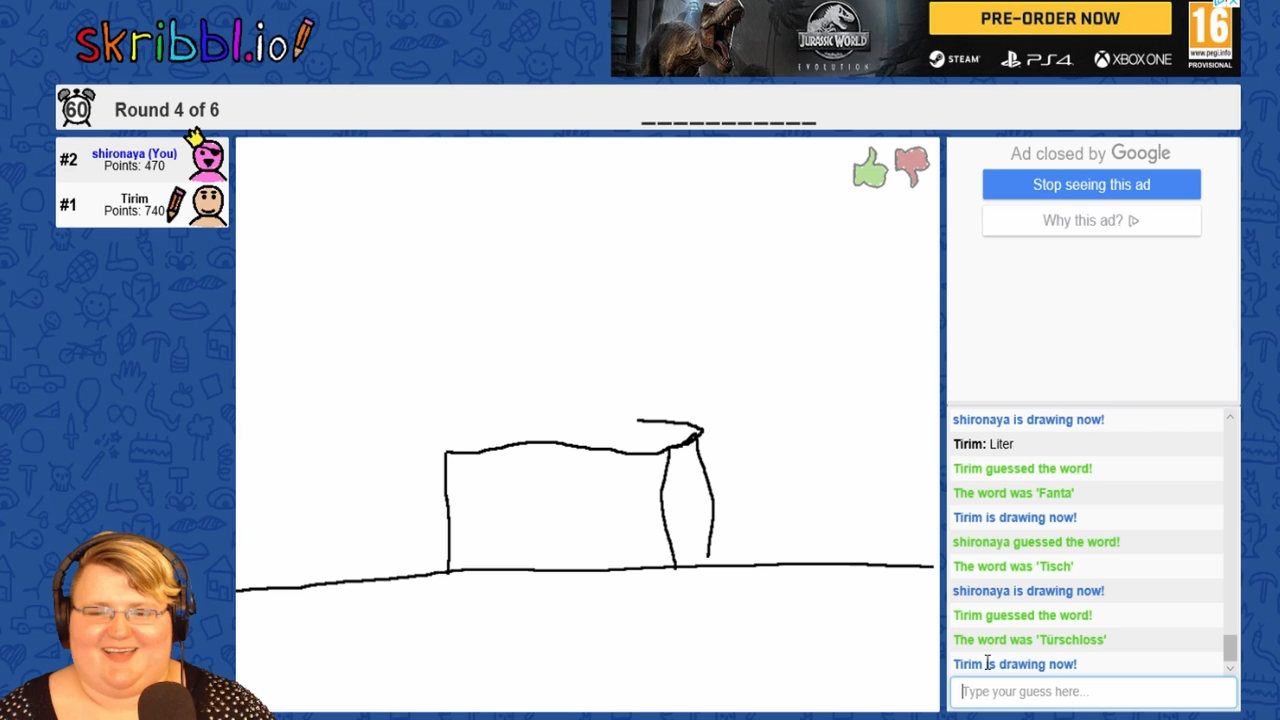 skribbl.io
JURASSIC WORLD
EVOLUTION
PRE-ORDER NOW
STEAM PS4 XBOX ONE
16
www.pegi.info
PROVISIONAL
60
Round 4 of 6
___________
#2
shironaya (You)
Points: 470
#1
Tirim
Points: 740
Ad closed by Google
Stop seeing this ad
Why this ad?
shironaya is drawing now!
Tirim: Liter
Tirim guessed the word!
The word was 'Fanta'
Tirim is drawing now!
shironaya guessed the word!
The word was 'Tisch'
shironaya is drawing now!
Tirim guessed the word!
The word was 'Türschloss'
Tirim is drawing now!
Type your guess here...